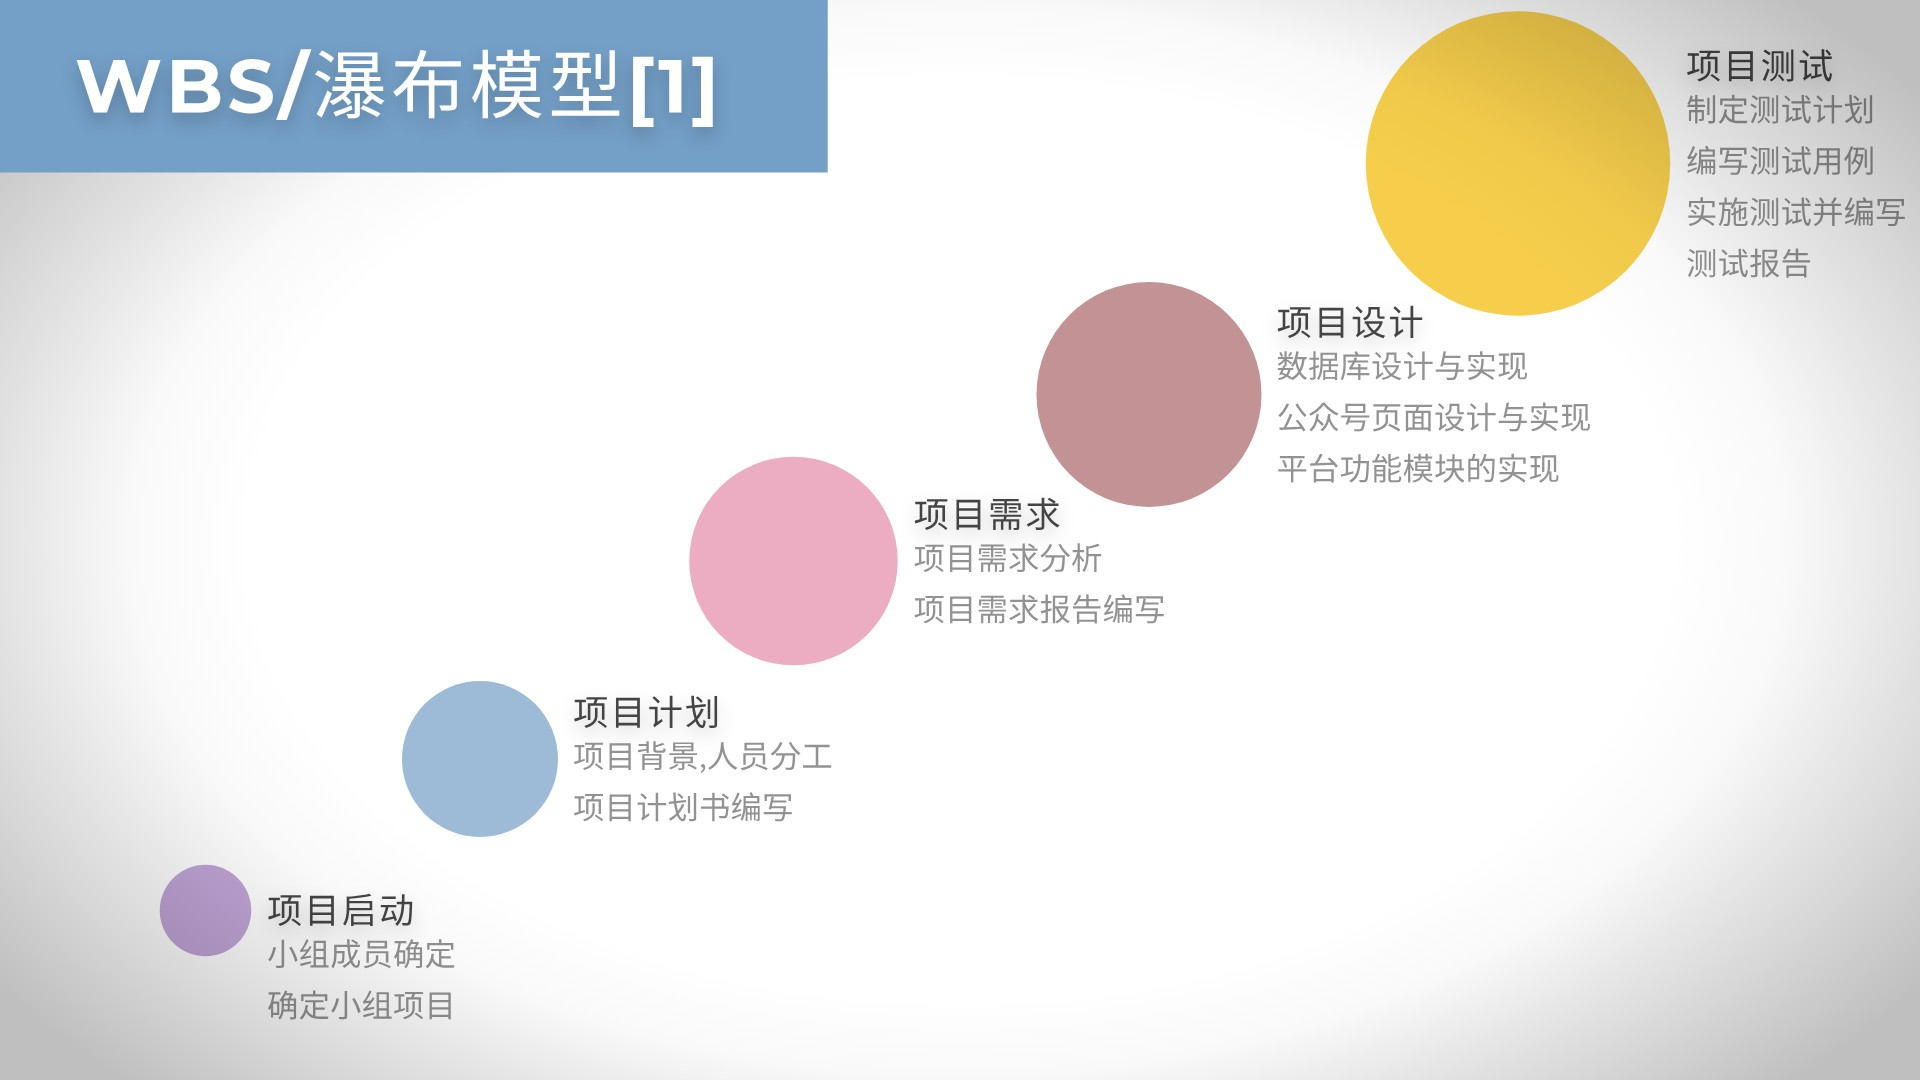 WBS/瀑布模型[1]
项目测试
制定测试计划
编写测试用例
实施测试并编写
测试报告
项目设计
数据库设计与实现
公众号页面设计与实现
平台功能模块的实现
项目需求
项目需求分析
项目需求报告编写
项目计划
项目背景,人员分工
项目计划书编写
项目启动
小组成员确定
确定小组项目